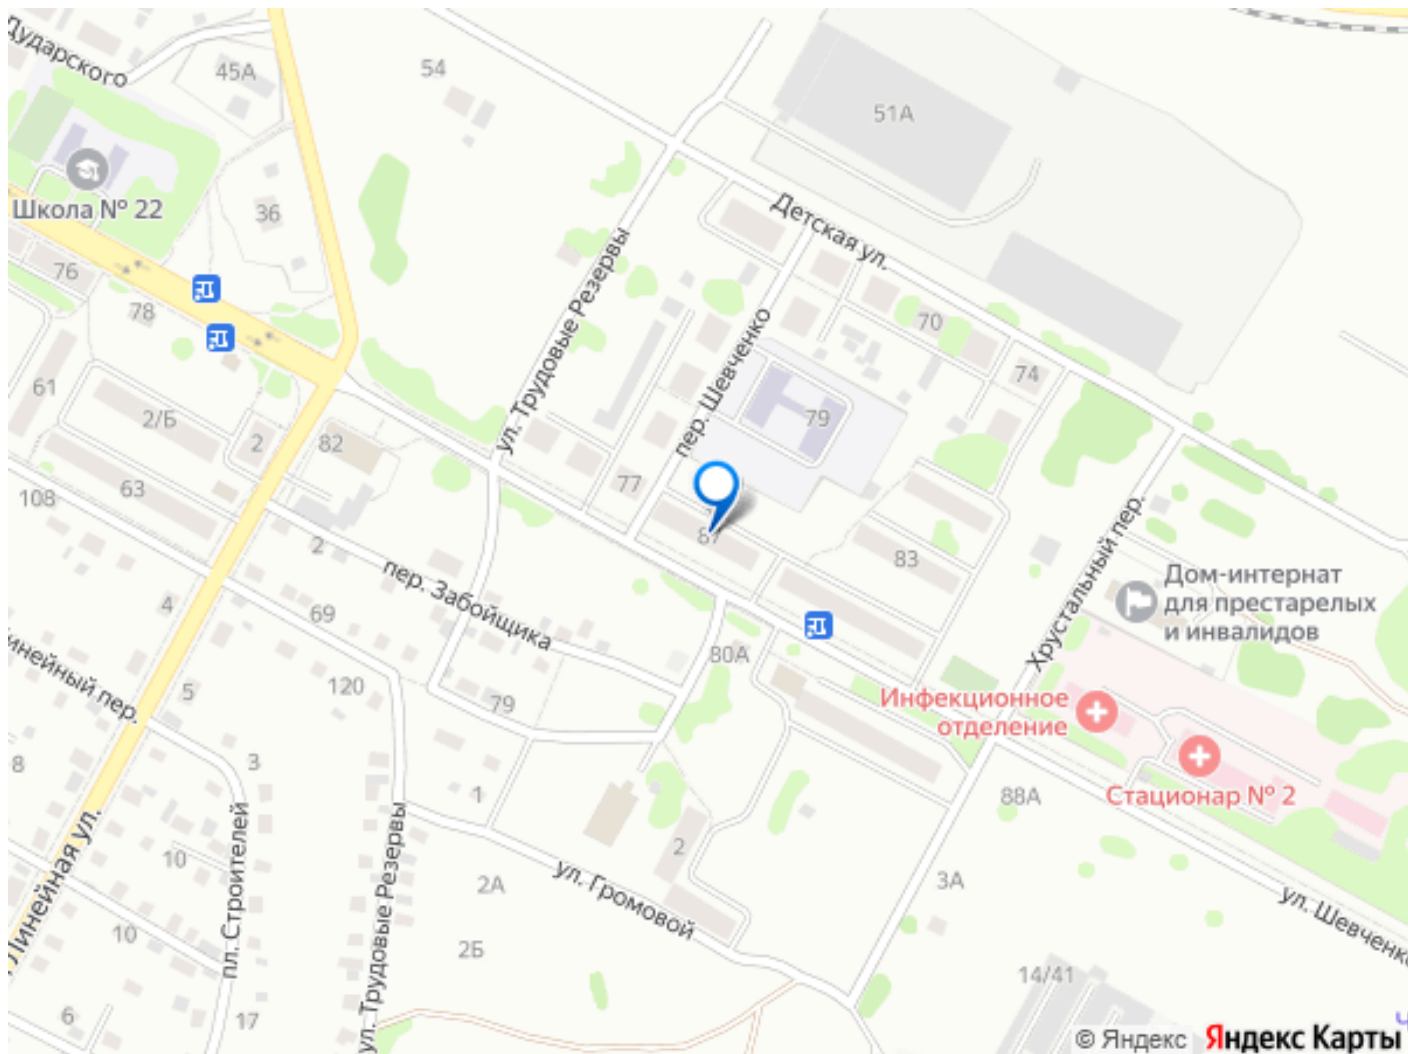 Дударского
45А
54
51А
Школа № 22
36
Детская ул.
76
78
ул. Трудовые Резервы
пер. Шевченко
70
74
61
2/Б
2
82
79
77
63
108
87
83
Хрустальный пер.
2
пер. Забойщика
Дом-интернат
для престарелых
и инвалидов
4
69
80А
инейный пер.
5
120
79
Инфекционное
отделение
8
3
1
88А
Стационар № 2
Линейная ул.
пл. Строителей
ул. Трудовые Резервы
10
2
2А
ул. Громовой
3А
ул. Шевченко
10
2Б
14/41
6
17
© Яндекс Яндекс Карты